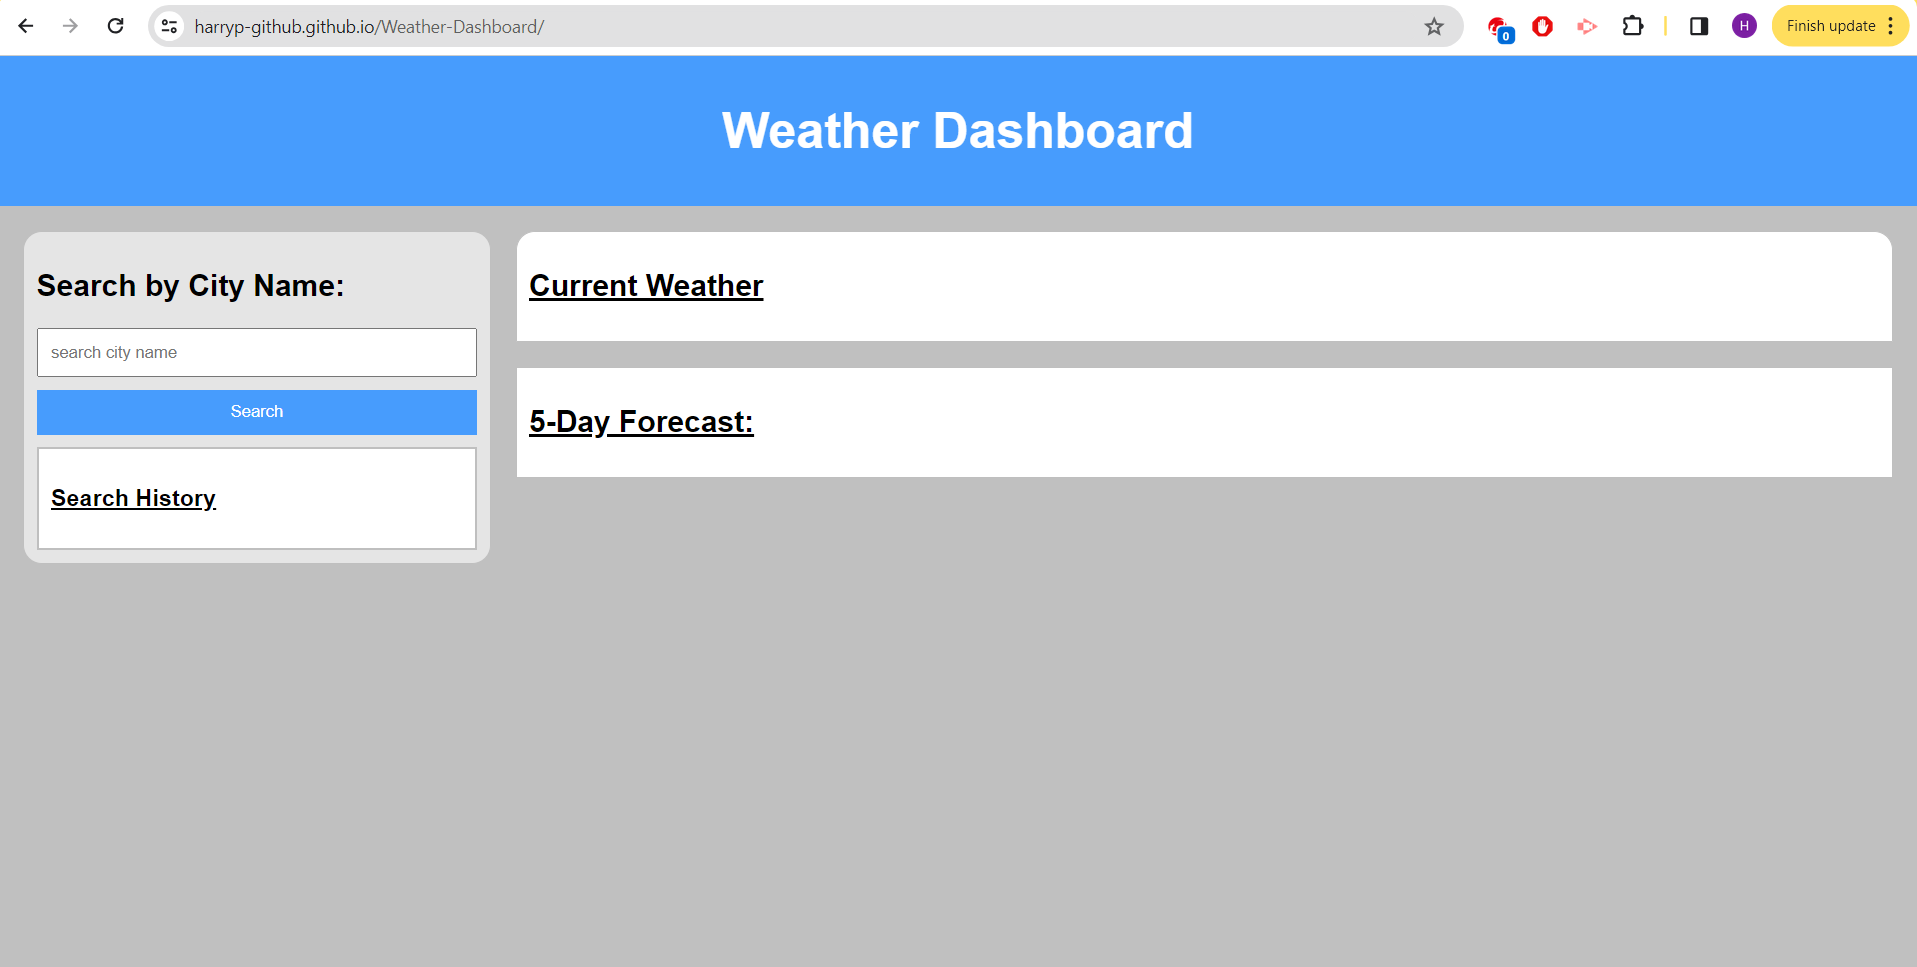 harryp-github.github.io/Weather-Dashboard/
0
H
Finish update
Weather Dashboard
Search by City Name:
search city name
Search
Search History
Current Weather
5-Day Forecast: